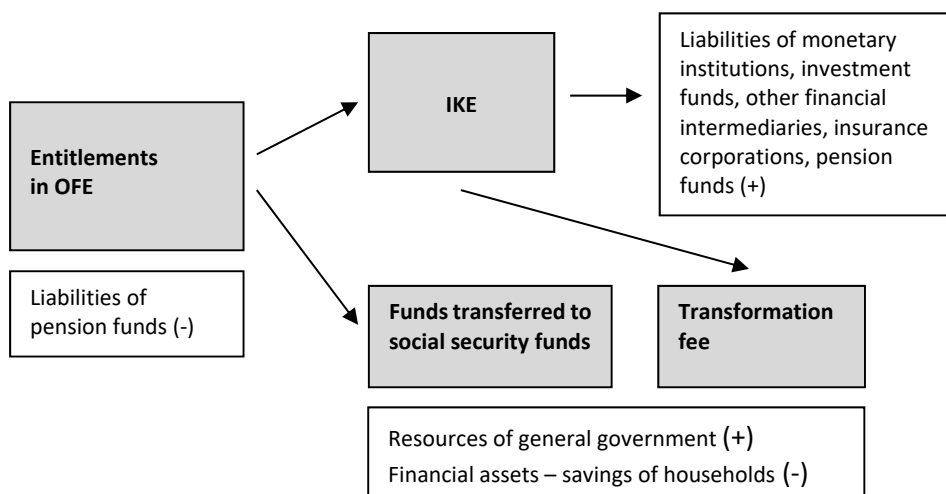 Entitlements
in OFE
Liabilities of
pension funds (-)
IKE
Liabilities of monetary
institutions, investment
funds, other financial
intermediaries, insurance
corporations, pension
funds (+)
Funds transferred to
social security funds
Transformation
fee
Resources of general government (+)
Financial assets – savings of households (-)